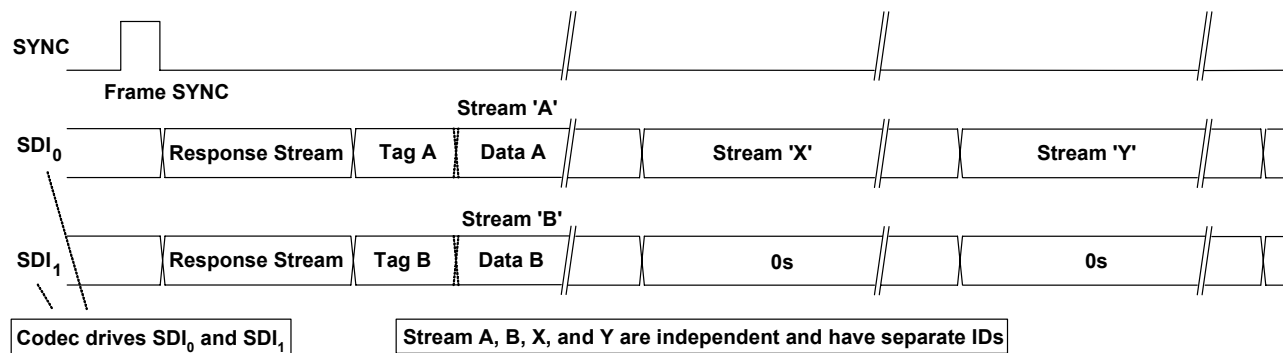 SYNC
Frame SYNC
Stream 'A'
SDI0 Response Stream Tag A Data A Stream 'X' Stream 'Y'
Stream 'B'
SDI1 Response Stream Tag B Data B 0s 0s
Codec drives SDI0 and SDI1 Stream A, B, X, and Y are independent and have separate IDs